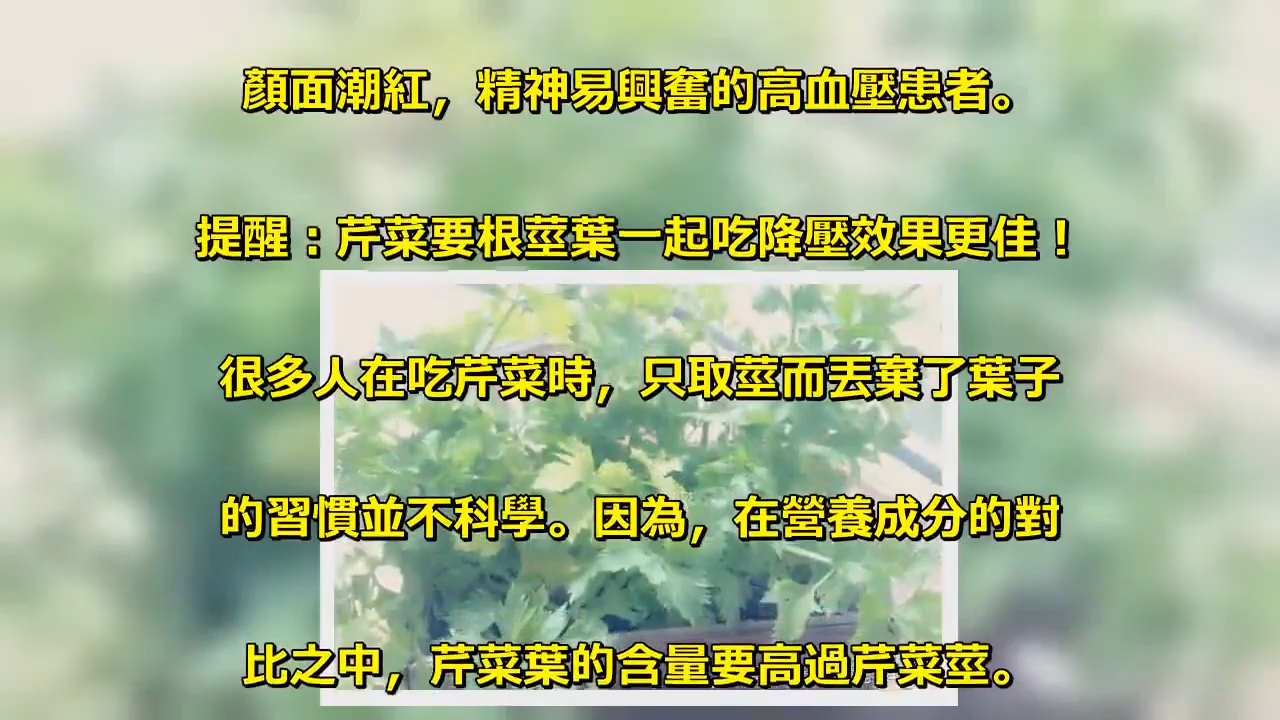 顏面潮紅，精神易興奮的高血壓患者。
提醒：芹菜要根莖葉一起吃降壓效果更佳！
很多人在吃芹菜時，只取莖而丟棄了葉子
的習慣並不科學。因為，在營養成分的對
比之中，芹菜葉的含量要高過芹菜莖。